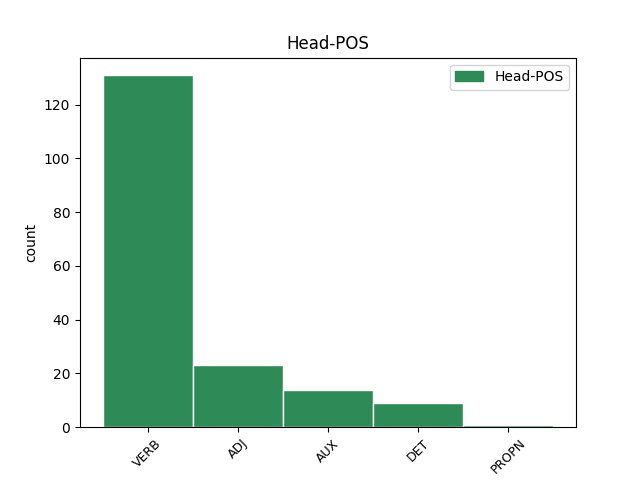 Head-POS
Head-POS
count
120
100
80
60
40
20
0
VERB
ADJ
AUX
DET
PROPN